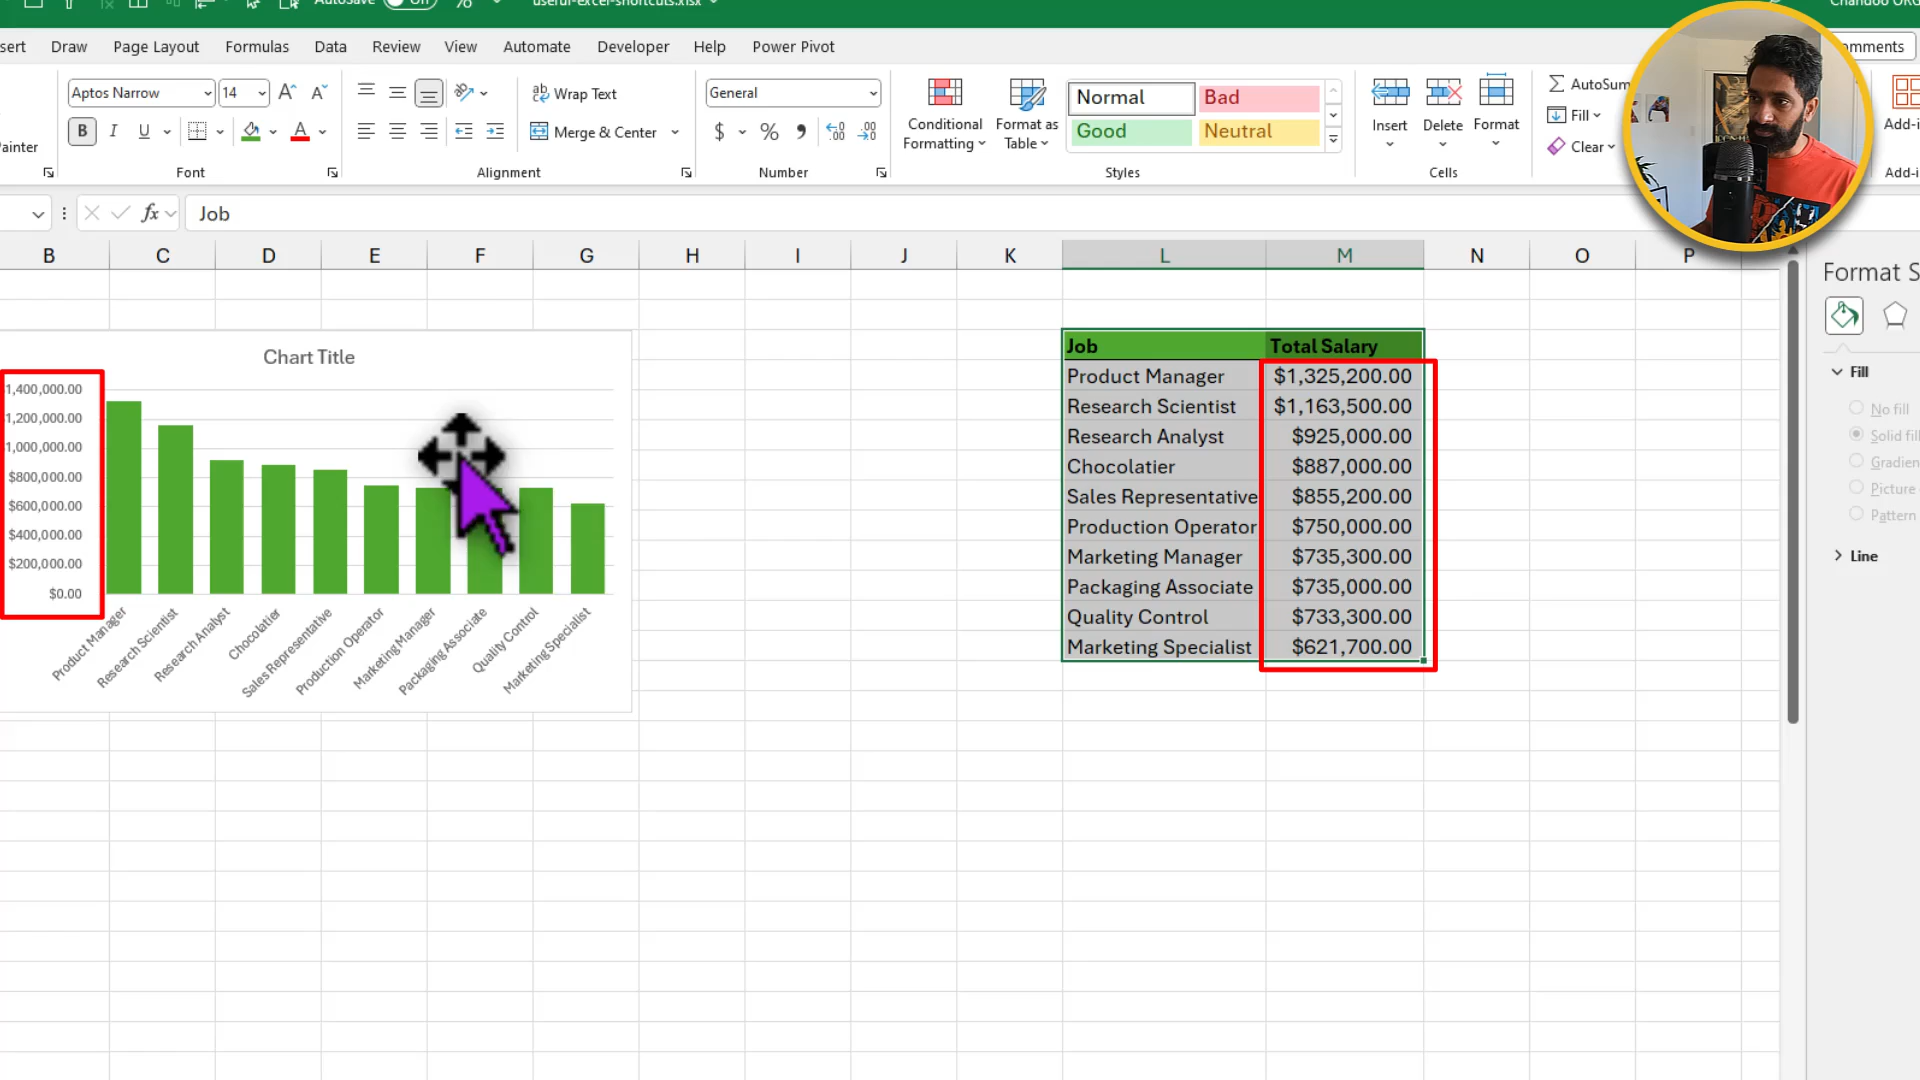 AutoSave
On
useful-excel-shortcuts.xlsx
Chandoo ORG
sert Draw Page Layout Formulas Data Review View Automate Developer Help Power Pivot
omments
Aptos Narrow 14 A A
ab Wrap Text
General
Normal Bad
Good Neutral
Conditional Formatting
Format as Table
Insert Delete Format
AutoSum
Fill
Clear
Add-i
ainter
B I U A
Merge & Center
$ %
Font Alignment Number Styles Cells Add-i
fx Job
B C D E F G H I J K L M N O P
Format S
Fill
No fill
Solid fill
Gradien
Picture
Pattern
Line
Chart Title
1,400,000.00
1,200,000.00
1,000,000.00
$800,000.00
$600,000.00
$400,000.00
$200,000.00
$0.00
Product Manager
Research Scientist
Research Analyst
Chocolatier
Sales Representative
Production Operator
Marketing Manager
Packaging Associate
Quality Control
Marketing Specialist
Job Total Salary
Product Manager $1,325,200.00
Research Scientist $1,163,500.00
Research Analyst $925,000.00
Chocolatier $887,000.00
Sales Representative $855,200.00
Production Operator $750,000.00
Marketing Manager $735,300.00
Packaging Associate $735,000.00
Quality Control $733,300.00
Marketing Specialist $621,700.00